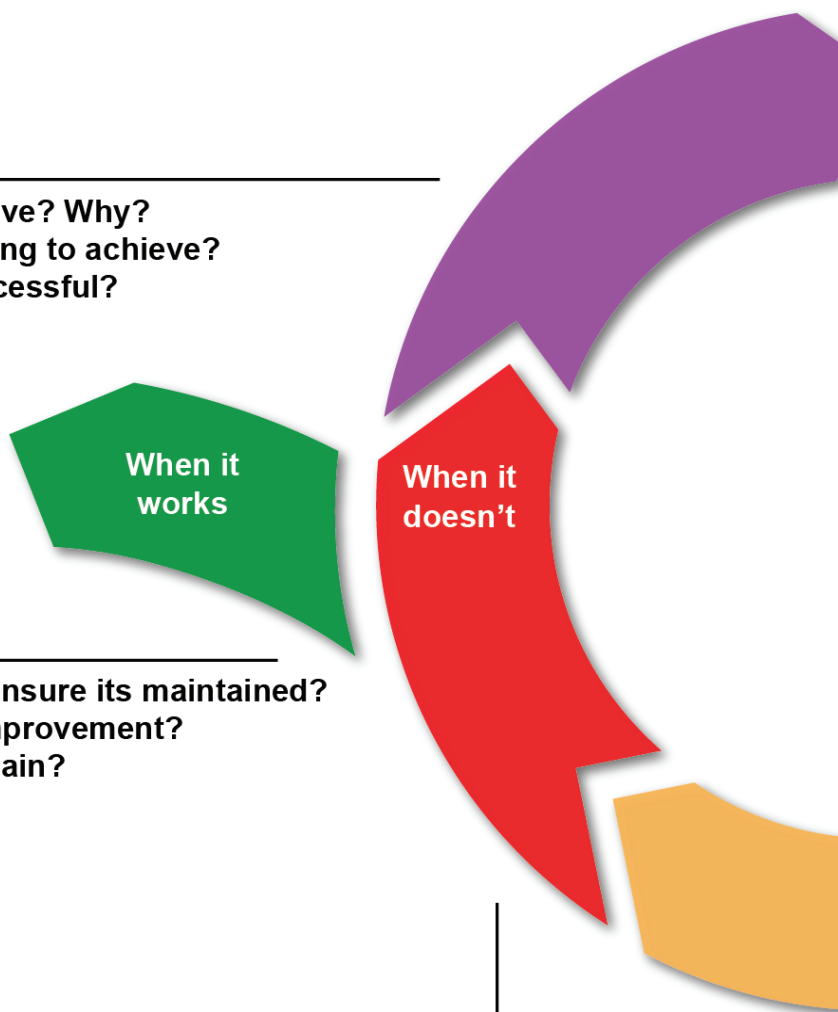 ve? Why?
ng to achieve?
cessful?
When it
works
When it
doesn’t
nsure its maintained?
provement?
ain?